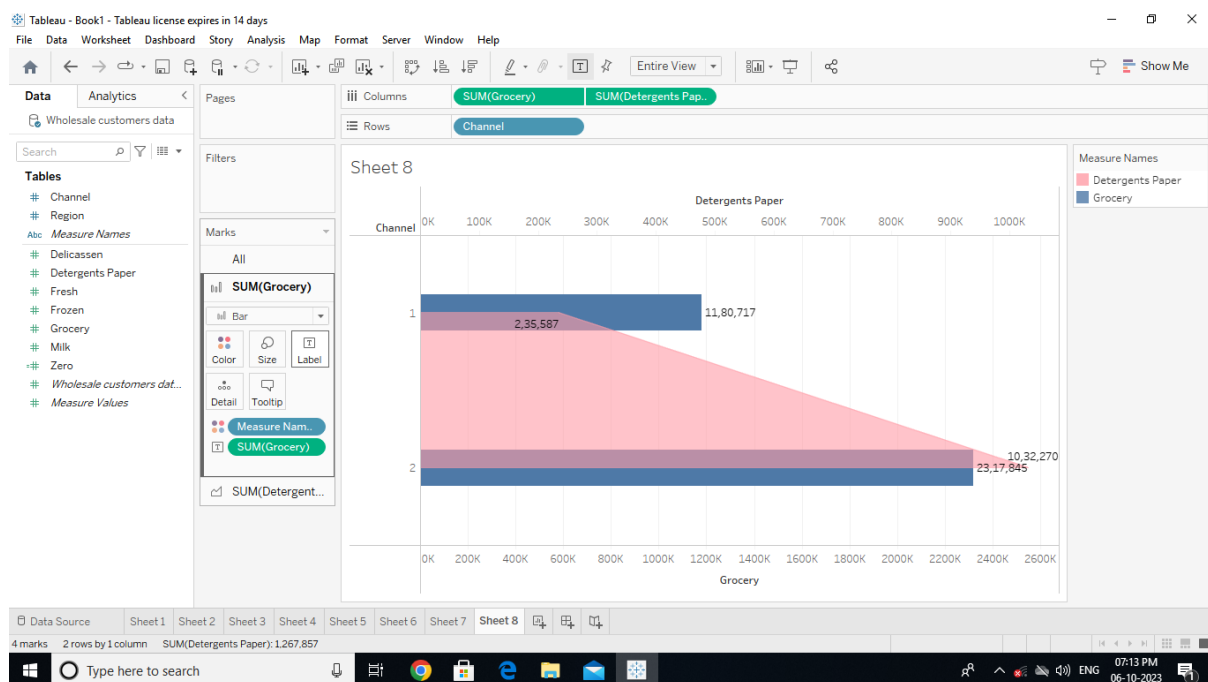 Tableau - Book1 - Tableau license expires in 14 days
File Data Worksheet Dashboard Story Analysis Map Format Server Window Help
Entire View
Show Me
Data Analytics
Wholesale customers data
Search
Tables
Channel
Region
Abc Measure Names
Delicassen
Detergents Paper
Fresh
Frozen
Grocery
Milk
Zero
Wholesale customers dat...
Measure Values
Pages
Filters
Marks
All
SUM(Grocery)
Bar
Color Size Label
Detail Tooltip
Measure Nam..
SUM(Grocery)
SUM(Detergent...
Columns SUM(Grocery) SUM(Detergents Pap..
Rows Channel
Sheet 8
Detergents Paper
Channel 0K 100K 200K 300K 400K 500K 600K 700K 800K 900K 1000K
1 11,80,717
2,35,587
10,32,270
2 23,17,845
0K 200K 400K 600K 800K 1000K 1200K 1400K 1600K 1800K 2000K 2200K 2400K 2600K
Grocery
Measure Names
Detergents Paper
Grocery
Data Source Sheet 1 Sheet 2 Sheet 3 Sheet 4 Sheet 5 Sheet 6 Sheet 7 Sheet 8
4 marks 2 rows by 1 column SUM(Detergents Paper): 1,267,857
Type here to search
ENG
07:13 PM
06-10-2023